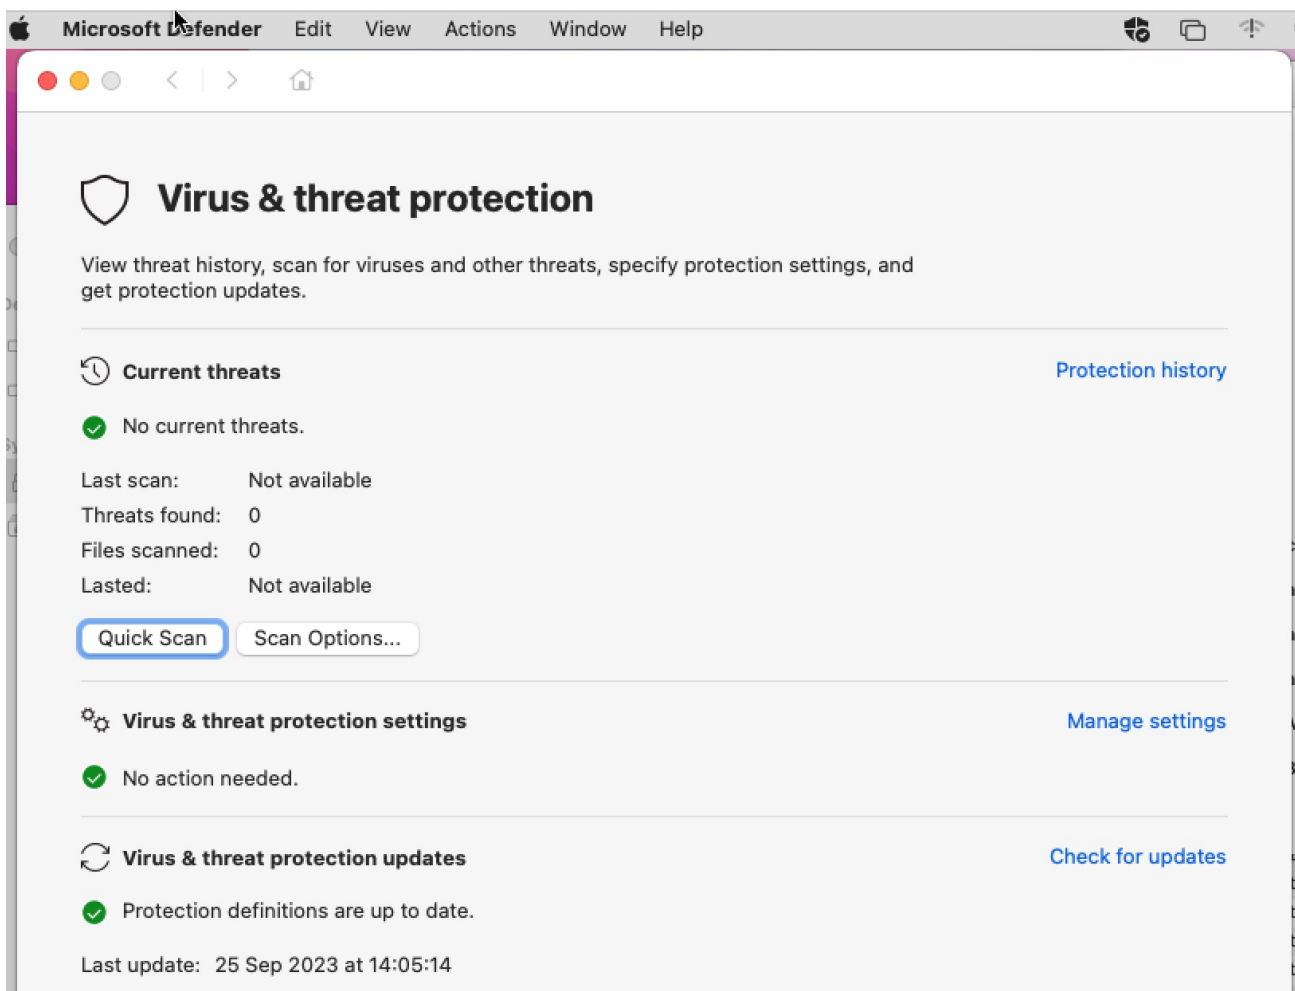 Microsoft Defender Edit View Actions Window Help
Virus & threat protection
View threat history, scan for viruses and other threats, specify protection settings, and
get protection updates.
Current threats
Protection history
No current threats.
Last scan: Not available
Threats found: 0
Files scanned: 0
Lasted: Not available
Quick Scan
Scan Options...
Virus & threat protection settings
Manage settings
No action needed.
Virus & threat protection updates
Check for updates
Protection definitions are up to date.
Last update: 25 Sep 2023 at 14:05:14